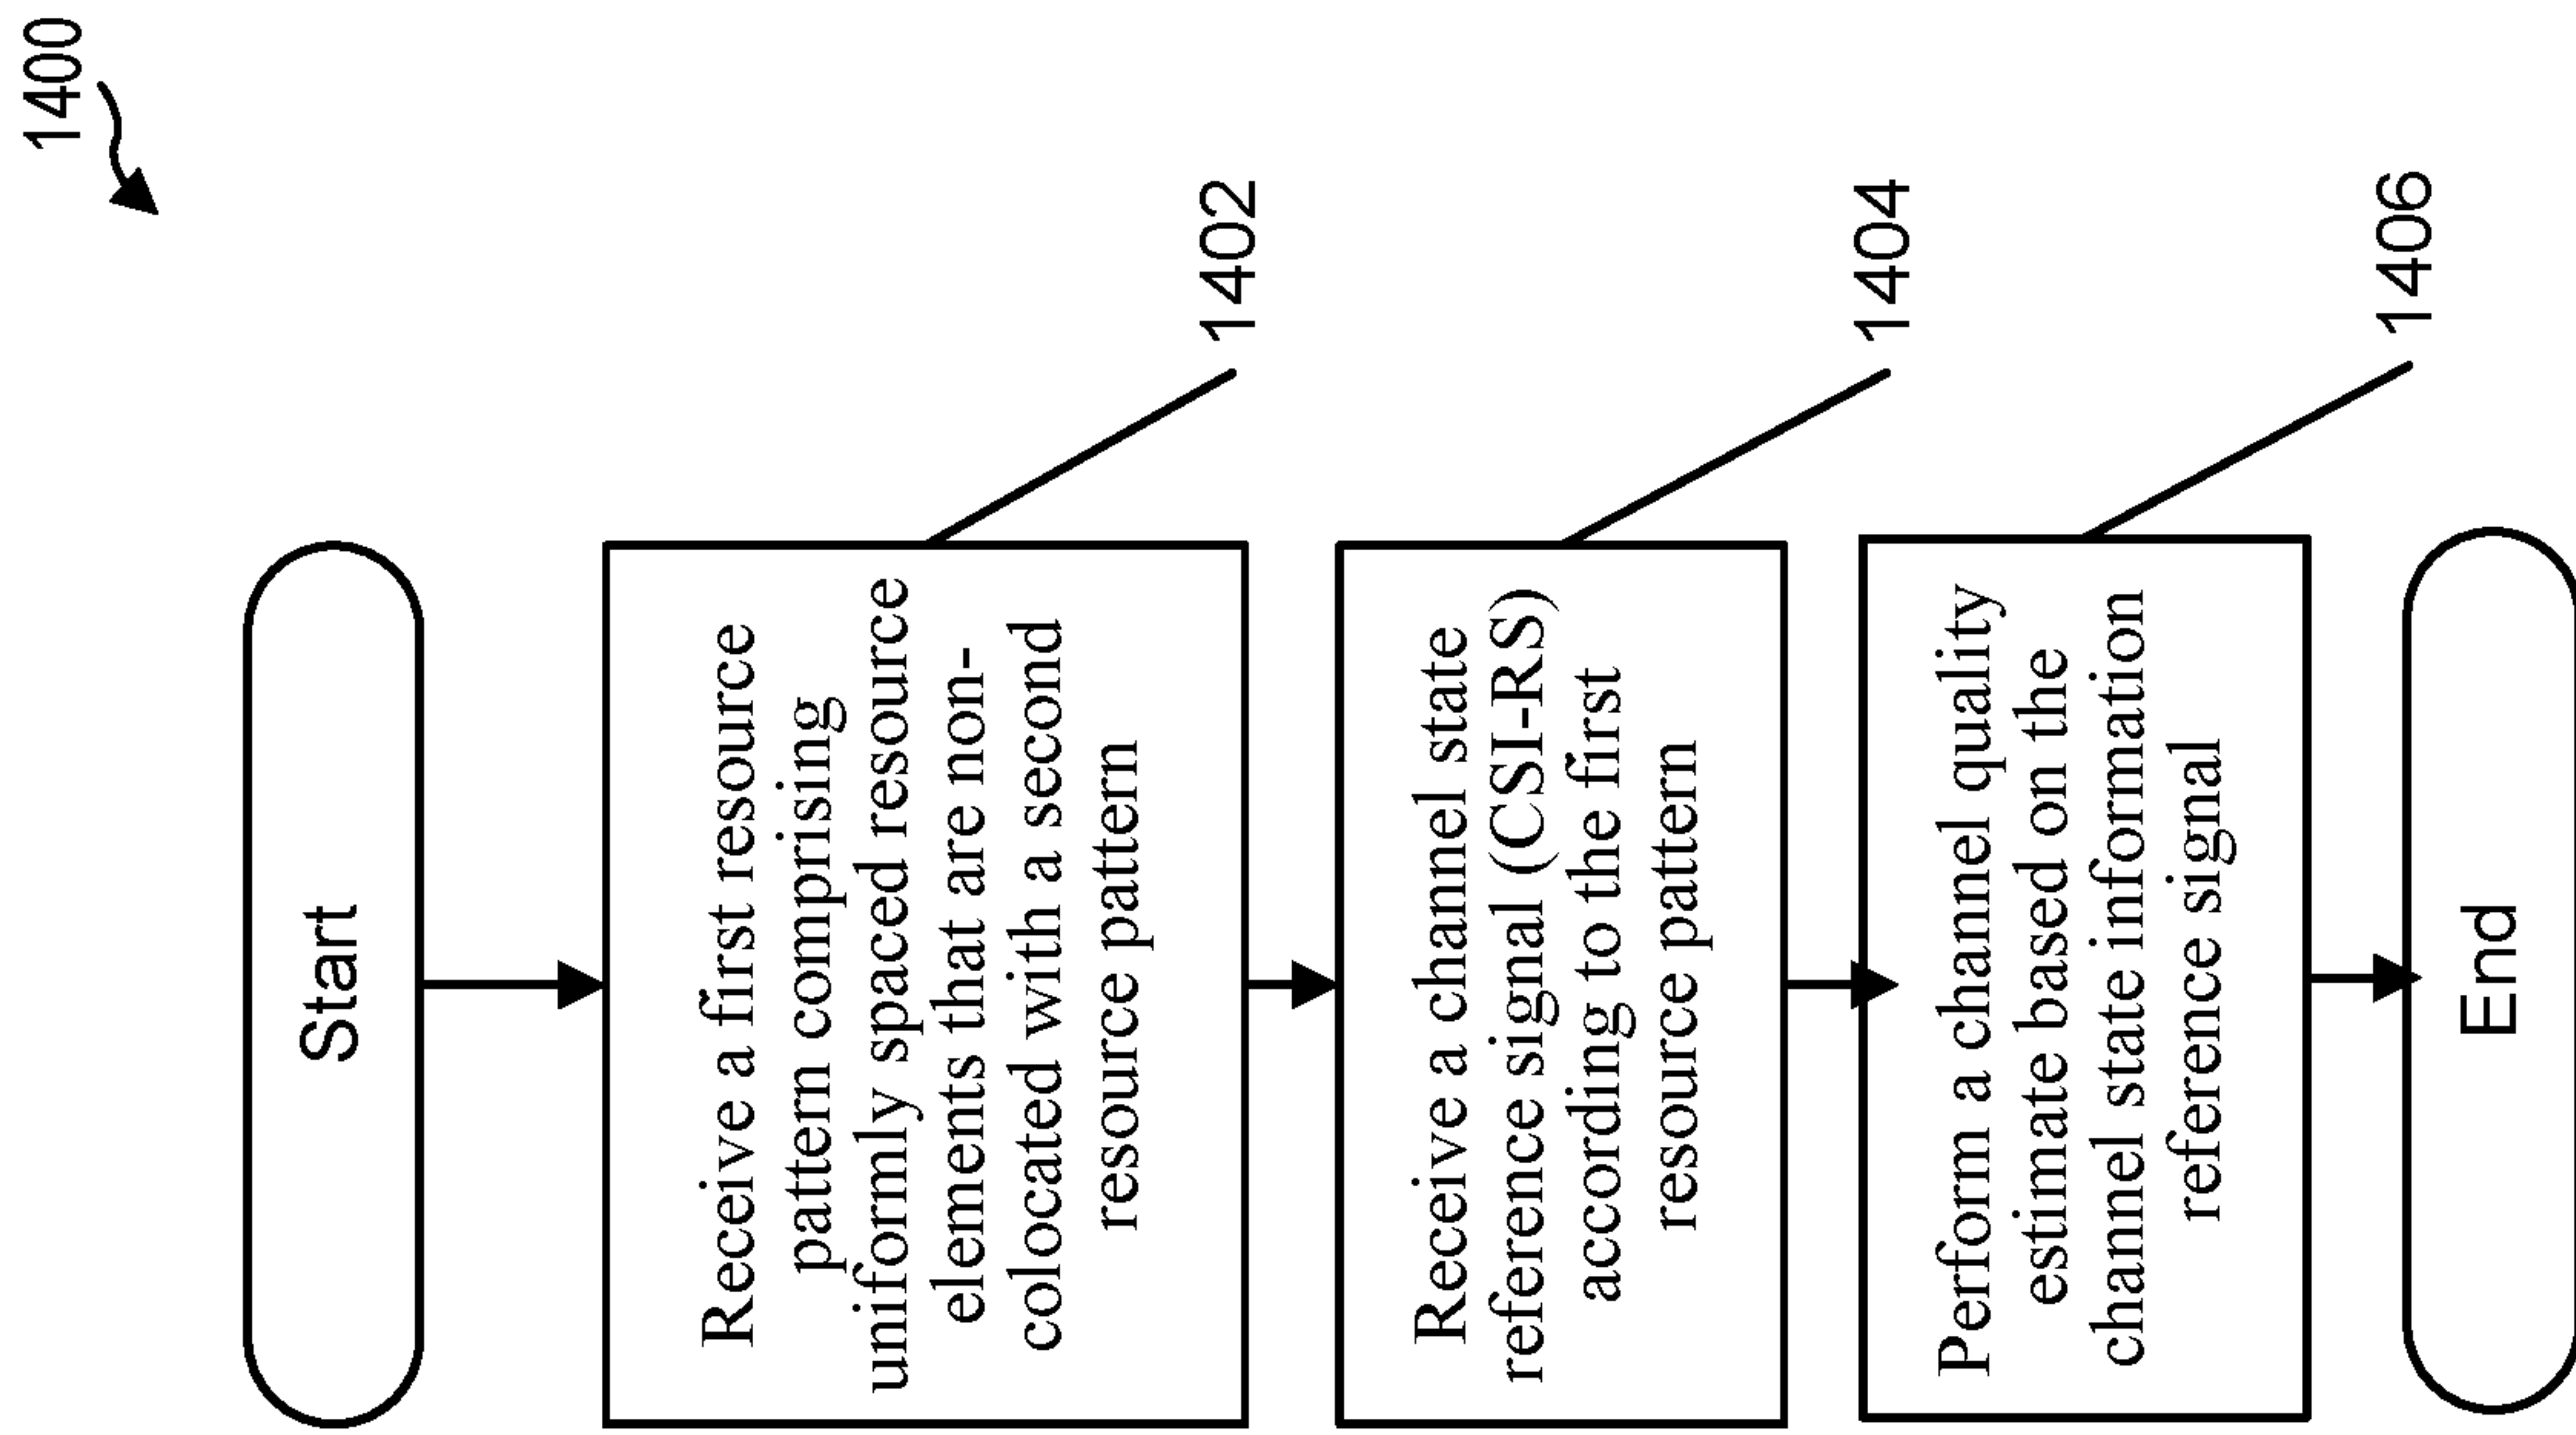 1400
Start
Receive a first resource
pattern comprising
uniformly spaced resource
elements that are non-
colocated with a second
resource pattern
1402
Receive a channel state
reference signal (CSI-RS)
according to the first
resource pattern
1404
Perform a channel quality
estimate based on the
channel state information
reference signal
1406
End